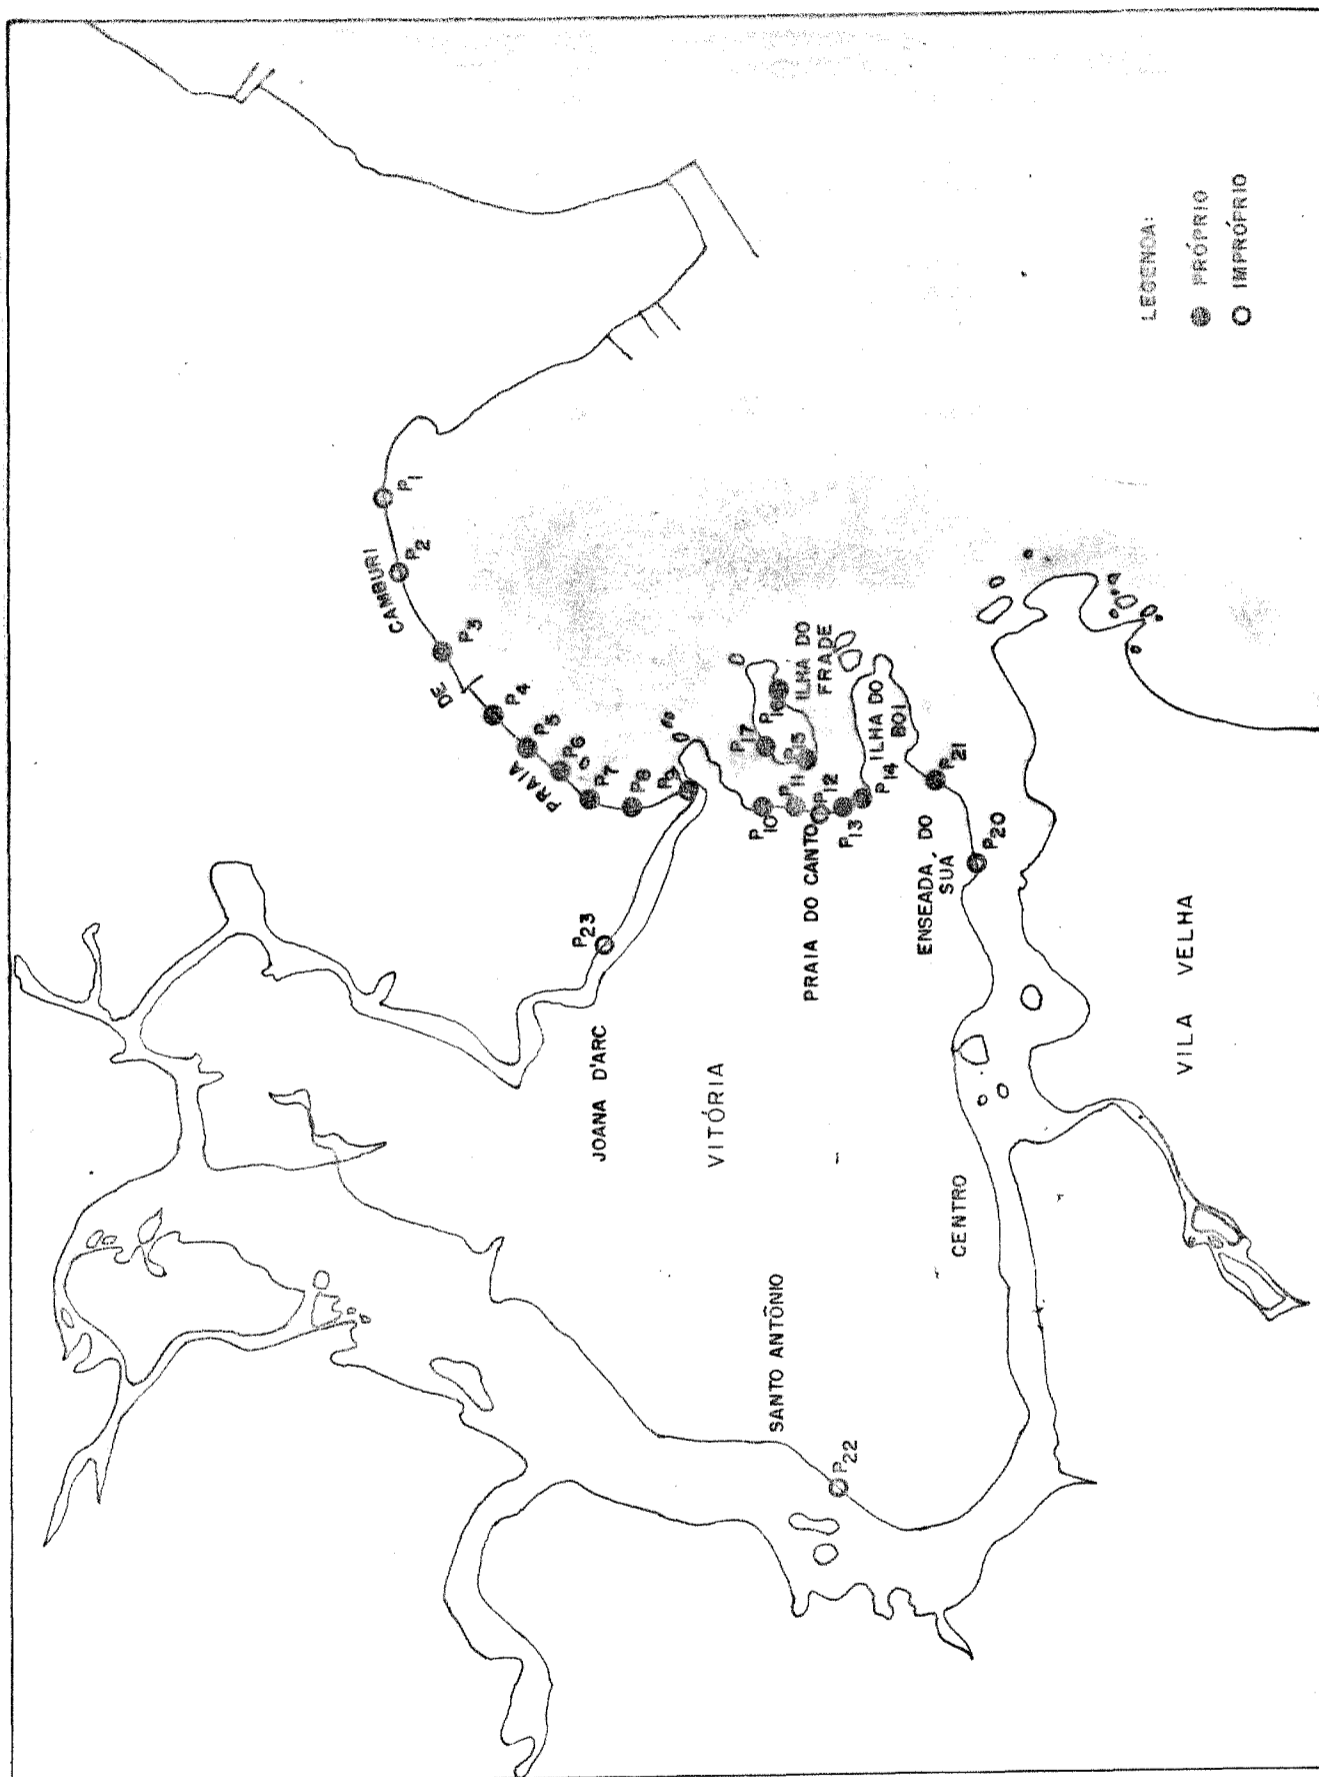 PRAIA DE CAMBURI
P1
P2
P3
P4
P5
P6
P7
P8
P9
P10
P11
P12
P13
P14
P15
P16
P17
ILHA DO
FRADE
ILHA DO
BOI
P21
P20
ENSEADA DO
SUÁ
PRAIA DO CANTO
P23
JOANA D'ARC
VITÓRIA
CENTRO
SANTO ANTÔNIO
P22
VILA VELHA
LEGENDA:
PRÓPRIO
IMPRÓPRIO